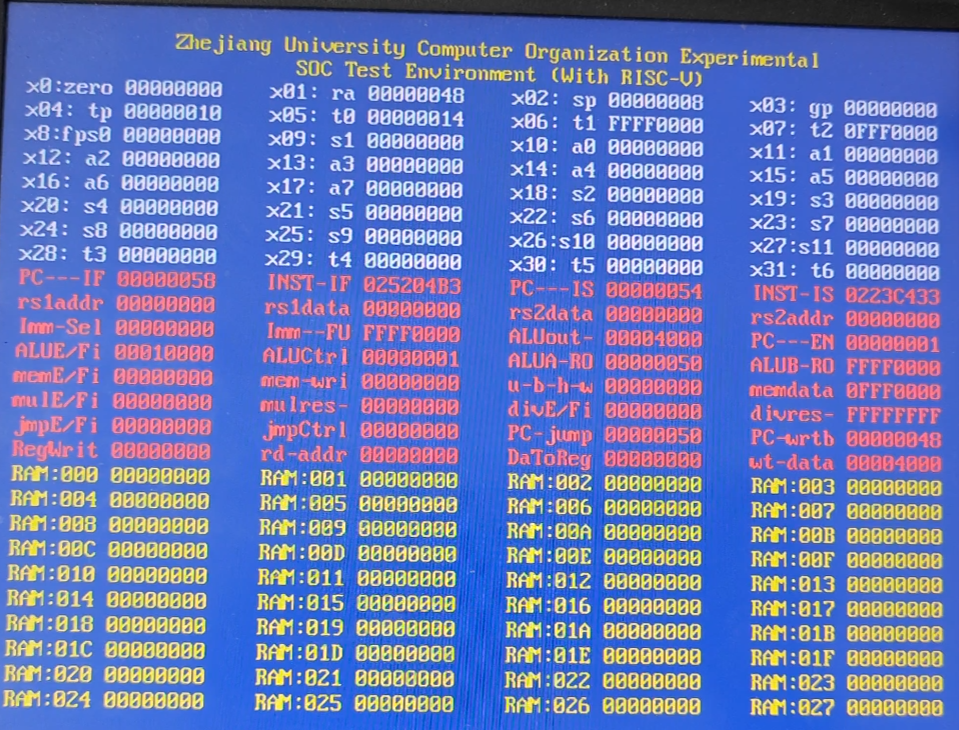 Zhejiang University Computer Organization Experimental
SOC Test Environment (With RISC-V)
x0:zero 00000000 x01: ra 00000048 x02: sp 00000008 x03: gp 00000000
x04: tp 00000010 x05: t0 00000014 x06: t1 FFFF0000 x07: t2 0FFF0000
x8:fps0 00000000 x09: s1 00000000 x10: a0 00000000 x11: a1 00000000
x12: a2 00000000 x13: a3 00000000 x14: a4 00000000 x15: a5 00000000
x16: a6 00000000 x17: a7 00000000 x18: s2 00000000 x19: s3 00000000
x20: s4 00000000 x21: s5 00000000 x22: s6 00000000 x23: s7 00000000
x24: s8 00000000 x25: s9 00000000 x26:s10 00000000 x27:s11 00000000
x28: t3 00000000 x29: t4 00000000 x30: t5 00000000 x31: t6 00000000
PC---IF 00000058 INST-IF 025204B3 PC---IS 00000054 INST-IS 0223C433
rs1addr 00000000 rs1data 00000000 rs2data 00000000 rs2addr 00000000
Imm-Sel 00000000 Imm--FU FFFF0000 ALUout- 00004000 PC---EN 00000001
ALUE/Fi 00010000 ALUCtrl 00000001 ALUA-RO 00000050 ALUB-RO FFFF0000
memE/Fi 00000000 mem-wri 00000000 u-b-h-w 00000000 memdata 0FFF0000
mulE/Fi 00000000 mulres- 00000000 divE/Fi 00000000 divres- FFFFFFFF
jmpE/Fi 00000000 jmpCtrl 00000000 PC-jump 00000050 PC-wrtb 00000048
RegWrit 00000000 rd-addr 00000000 DaToReg 00000000 wt-data 00004000
RAM:000 00000000 RAM:001 00000000 RAM:002 00000000 RAM:003 00000000
RAM:004 00000000 RAM:005 00000000 RAM:006 00000000 RAM:007 00000000
RAM:008 00000000 RAM:009 00000000 RAM:00A 00000000 RAM:00B 00000000
RAM:00C 00000000 RAM:00D 00000000 RAM:00E 00000000 RAM:00F 00000000
RAM:010 00000000 RAM:011 00000000 RAM:012 00000000 RAM:013 00000000
RAM:014 00000000 RAM:015 00000000 RAM:016 00000000 RAM:017 00000000
RAM:018 00000000 RAM:019 00000000 RAM:01A 00000000 RAM:01B 00000000
RAM:01C 00000000 RAM:01D 00000000 RAM:01E 00000000 RAM:01F 00000000
RAM:020 00000000 RAM:021 00000000 RAM:022 00000000 RAM:023 00000000
RAM:024 00000000 RAM:025 00000000 RAM:026 00000000 RAM:027 00000000